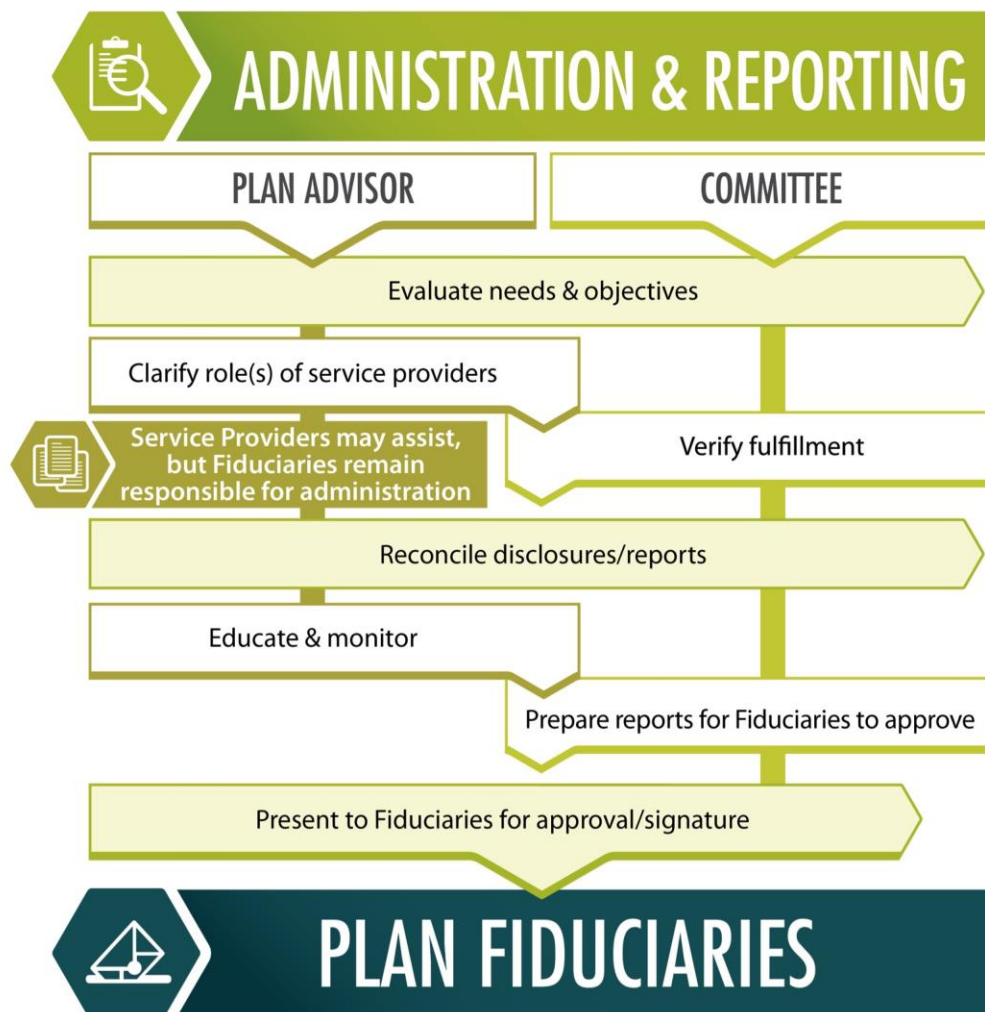 ADMINISTRATION & REPORTING
PLAN ADVISOR
COMMITTEE
Evaluate needs & objectives
Clarify role(s) of service providers
Service Providers may assist,
but Fiduciaries remain
responsible for administration
Verify fulfillment
Reconcile disclosures/reports
Educate & monitor
Prepare reports for Fiduciaries to approve
Present to Fiduciaries for approval/signature
PLAN FIDUCIARIES